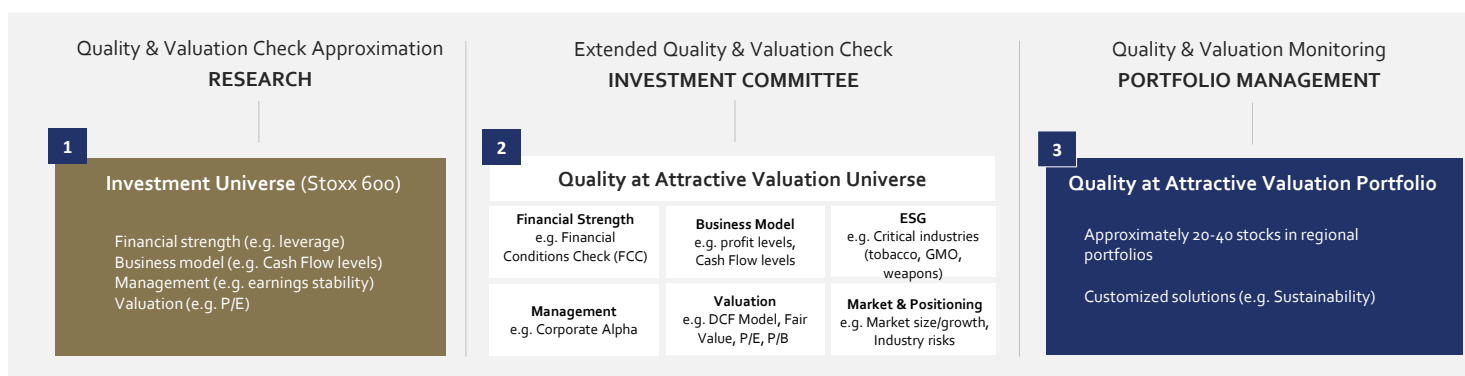 Quality & Valuation Check Approximation
RESEARCH
1
Investment Universe (Stoxx 600)
Financial strength (e.g. leverage)
Business model (e.g. Cash Flow levels)
Management (e.g. earnings stability)
Valuation (e.g. P/E)
Extended Quality & Valuation Check
INVESTMENT COMMITTEE
2
Quality at Attractive Valuation Universe
Financial Strength
e.g. Financial
Conditions Check (FCC)
Business Model
e.g. profit levels,
Cash Flow levels
ESG
e.g. Critical industries
(tobacco, GMO,
weapons)
Management
e.g. Corporate Alpha
Valuation
e.g. DCF Model, Fair
Value, P/E, P/B
Market & Positioning
e.g. Market size/growth,
Industry risks
Quality & Valuation Monitoring
PORTFOLIO MANAGEMENT
3
Quality at Attractive Valuation Portfolio
Approximately 20-40 stocks in regional
portfolios
Customized solutions (e.g. Sustainability)